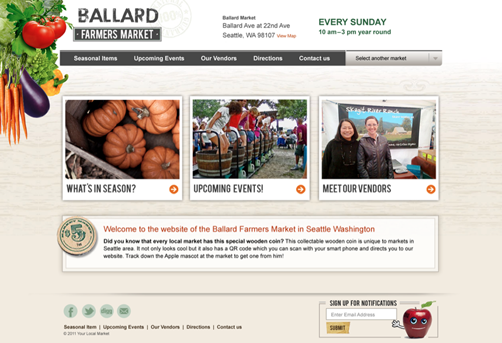 BALLARD
FARMERS MARKET
Ballard Market
Ballard Ave at 22nd Ave
Seattle, WA 98107 View Map
EVERY SUNDAY
10 am–3 pm year round
Seasonal Items Upcoming Events Our Vendors Directions Contact us Select another market
Skagit River Ranch
WHAT'S IN SEASON?
UPCOMING EVENTS!
MEET OUR VENDORS
5
Welcome to the website of the Ballard Farmers Market in Seattle Washington
Did you know that every local market has this special wooden coin? This collectable wooden coin is unique to markets in
Seattle area. It not only looks cool but it also has a QR code which you can scan with your smart phone and directs you to our
website. Track down the Apple mascot at the market to get one from him!
SIGN UP FOR NOTIFICATIONS
Enter Email Address
SUBMIT
Seasonal Item | Upcoming Events | Our Vendors | Directions | Contact us
© 2011 Your Local Market